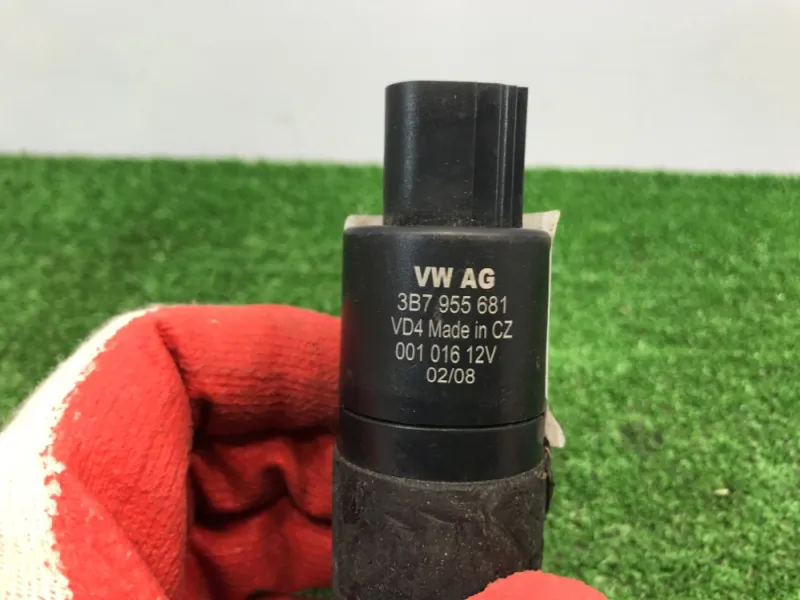 VW AG
3B7 955 681
VD4 Made in CZ
001 016 12V
02/08